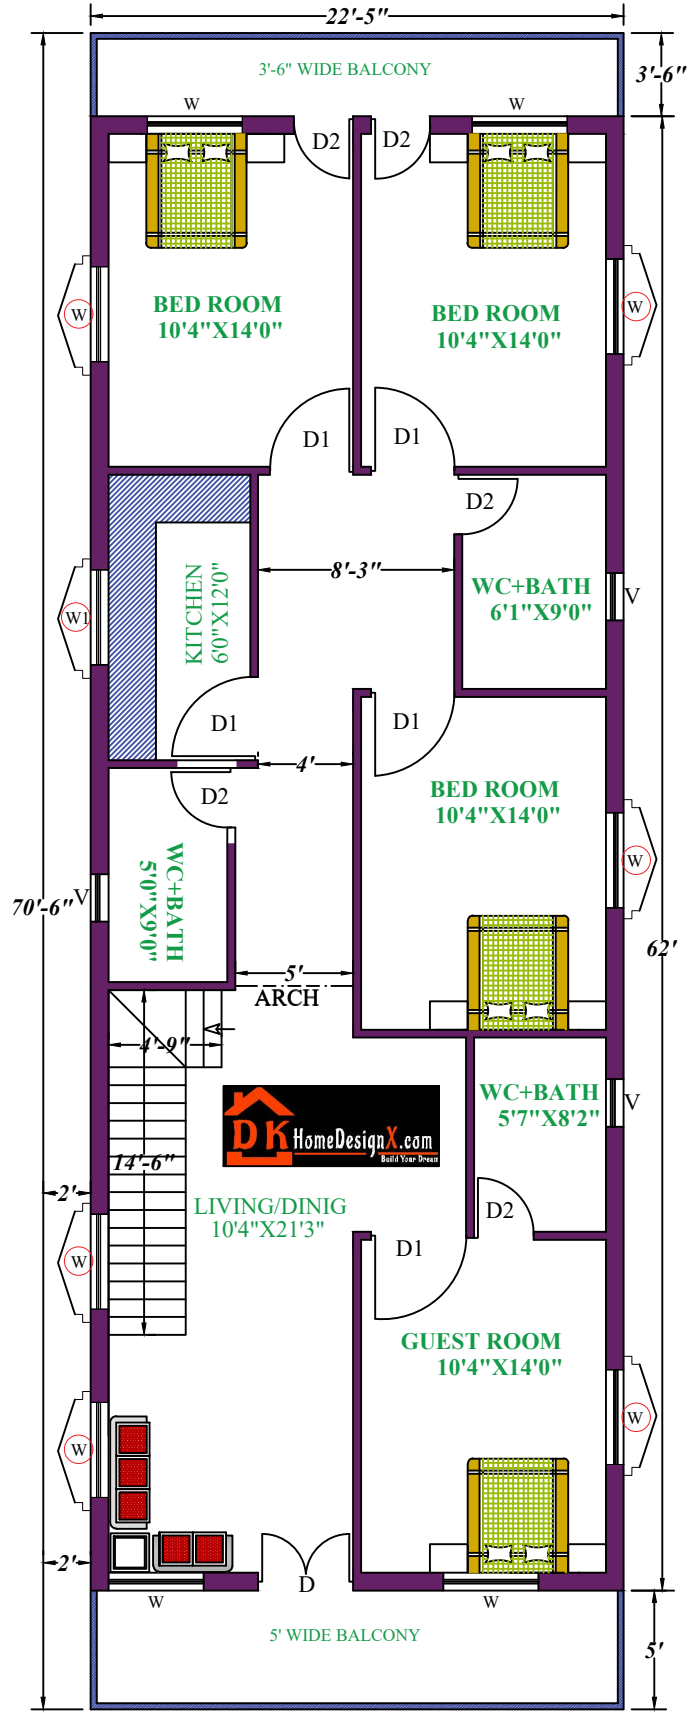 22'-5"
3'-6" WIDE BALCONY
3'-6"
W
W
D2
D2
BED ROOM
10'4"X14'0"
BED ROOM
10'4"X14'0"
W
W
D1
D1
D2
8'-3"
KITCHEN
6'0"X12'0"
WC+BATH
6'1"X9'0"
V
W1
D1
D1
4'
D2
BED ROOM
10'4"X14'0"
WC+BATH
5'0"X9'0"
W
V
70'-6"
62'
5'
ARCH
4'-9"
DK HomeDesignX.com
Build Your Dream
WC+BATH
5'7"X8'2"
V
14'-6"
2'
LIVING/DINIG
10'4"X21'3"
D2
D1
W
GUEST ROOM
10'4"X14'0"
W
W
2'
D
W
W
5' WIDE BALCONY
5'